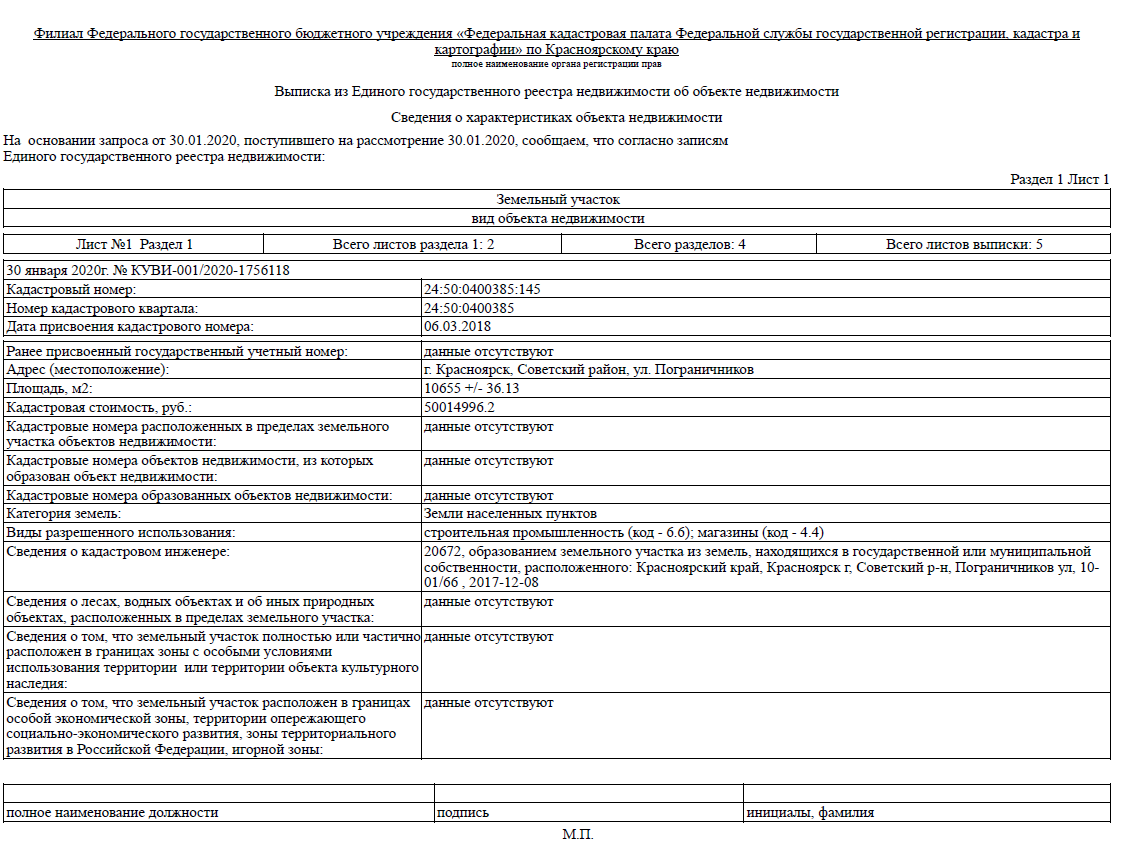 Филиал Федерального государственного бюджетного учреждения «Федеральная кадастровая палата Федеральной службы государственной регистрации, кадастра и
картографии» по Красноярскому краю
полное наименование органа регистрации прав
Выписка из Единого государственного реестра недвижимости об объекте недвижимости
Сведения о характеристиках объекта недвижимости
На основании запроса от 30.01.2020, поступившего на рассмотрение 30.01.2020, сообщаем, что согласно записям
Единого государственного реестра недвижимости:
Раздел 1 Лист 1
Земельный участок
вид объекта недвижимости
Лист №1 Раздел 1 Всего листов раздела 1: 2 Всего разделов: 4 Всего листов выписки: 5
30 января 2020г. № КУВИ-001/2020-1756118
Кадастровый номер: 24:50:0400385:145
Номер кадастрового квартала: 24:50:0400385
Дата присвоения кадастрового номера: 06.03.2018
Ранее присвоенный государственный учетный номер: данные отсутствуют
Адрес (местоположение): г. Красноярск, Советский район, ул. Пограничников
Площадь, м2: 10655 +/- 36.13
Кадастровая стоимость, руб.: 50014996.2
Кадастровые номера расположенных в пределах земельного данные отсутствуют
участка объектов недвижимости:
Кадастровые номера объектов недвижимости, из которых данные отсутствуют
образован объект недвижимости:
Кадастровые номера образованных объектов недвижимости: данные отсутствуют
Категория земель: Земли населенных пунктов
Виды разрешенного использования: строительная промышленность (код - 6.6); магазины (код - 4.4)
Сведения о кадастровом инженере: 20672, образованием земельного участка из земель, находящихся в государственной или муниципальной
собственности, расположенного: Красноярский край, Красноярск г, Советский р-н, Пограничников ул, 10-
01/66 , 2017-12-08
Сведения о лесах, водных объектах и об иных природных данные отсутствуют
объектах, расположенных в пределах земельного участка:
Сведения о том, что земельный участок полностью или частично данные отсутствуют
расположен в границах зоны с особыми условиями
использования территории или территории объекта культурного
наследия:
Сведения о том, что земельный участок расположен в границах данные отсутствуют
особой экономической зоны, территории опережающего
социально-экономического развития, зоны территориального
развития в Российской Федерации, игорной зоны:
полное наименование должности подпись инициалы, фамилия
М.П.